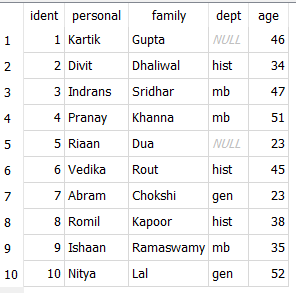 ident personal family dept age
1 1 Kartik Gupta NULL 46
2 2 Divit Dhaliwal hist 34
3 3 Indrans Sridhar mb 47
4 4 Pranay Khanna mb 51
5 5 Riaan Dua NULL 23
6 6 Vedika Rout hist 45
7 7 Abram Chokshi gen 23
8 8 Romil Kapoor hist 38
9 9 Ishaan Ramaswamy mb 35
10 10 Nitya Lal gen 52